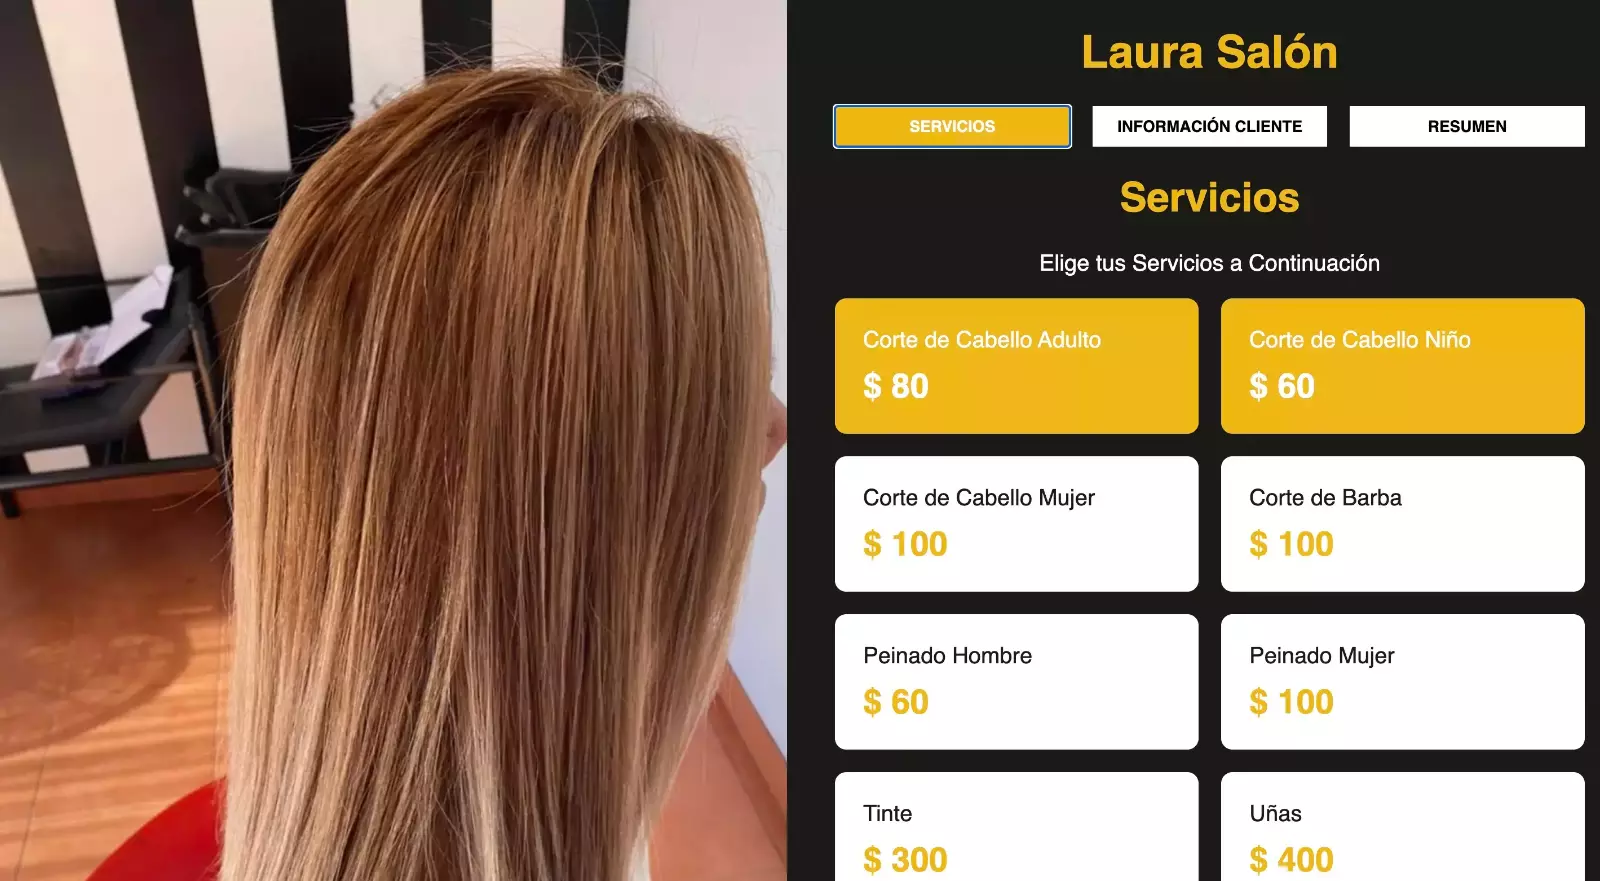 Laura Salón
SERVICIOS
INFORMACIÓN CLIENTE
RESUMEN
Servicios
Elige tus Servicios a Continuación
Corte de Cabello Adulto
$ 80
Corte de Cabello Niño
$ 60
Corte de Cabello Mujer
$ 100
Corte de Barba
$ 100
Peinado Hombre
$ 60
Peinado Mujer
$ 100
Tinte
$ 300
Uñas
$ 400